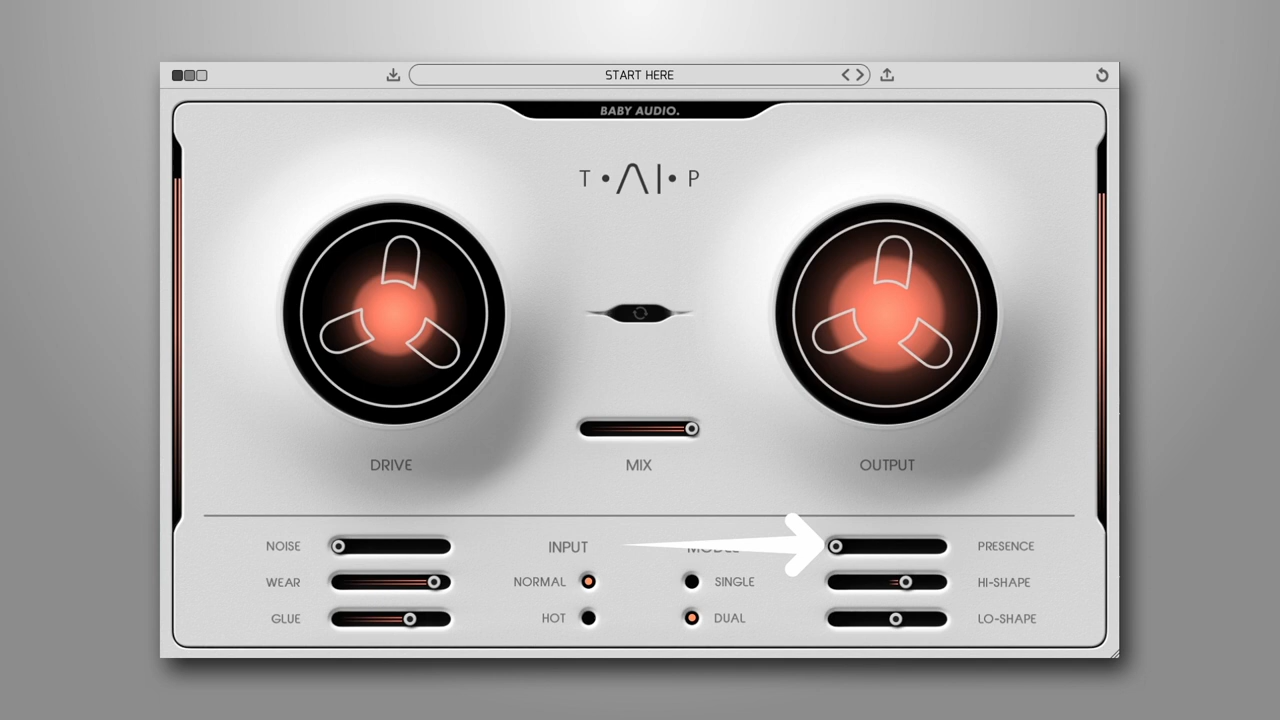 START HERE
BABY AUDIO.
T•AI•P
DRIVE
MIX
OUTPUT
NOISE
INPUT
PRESENCE
WEAR
NORMAL
SINGLE
HI-SHAPE
GLUE
HOT
DUAL
LO-SHAPE